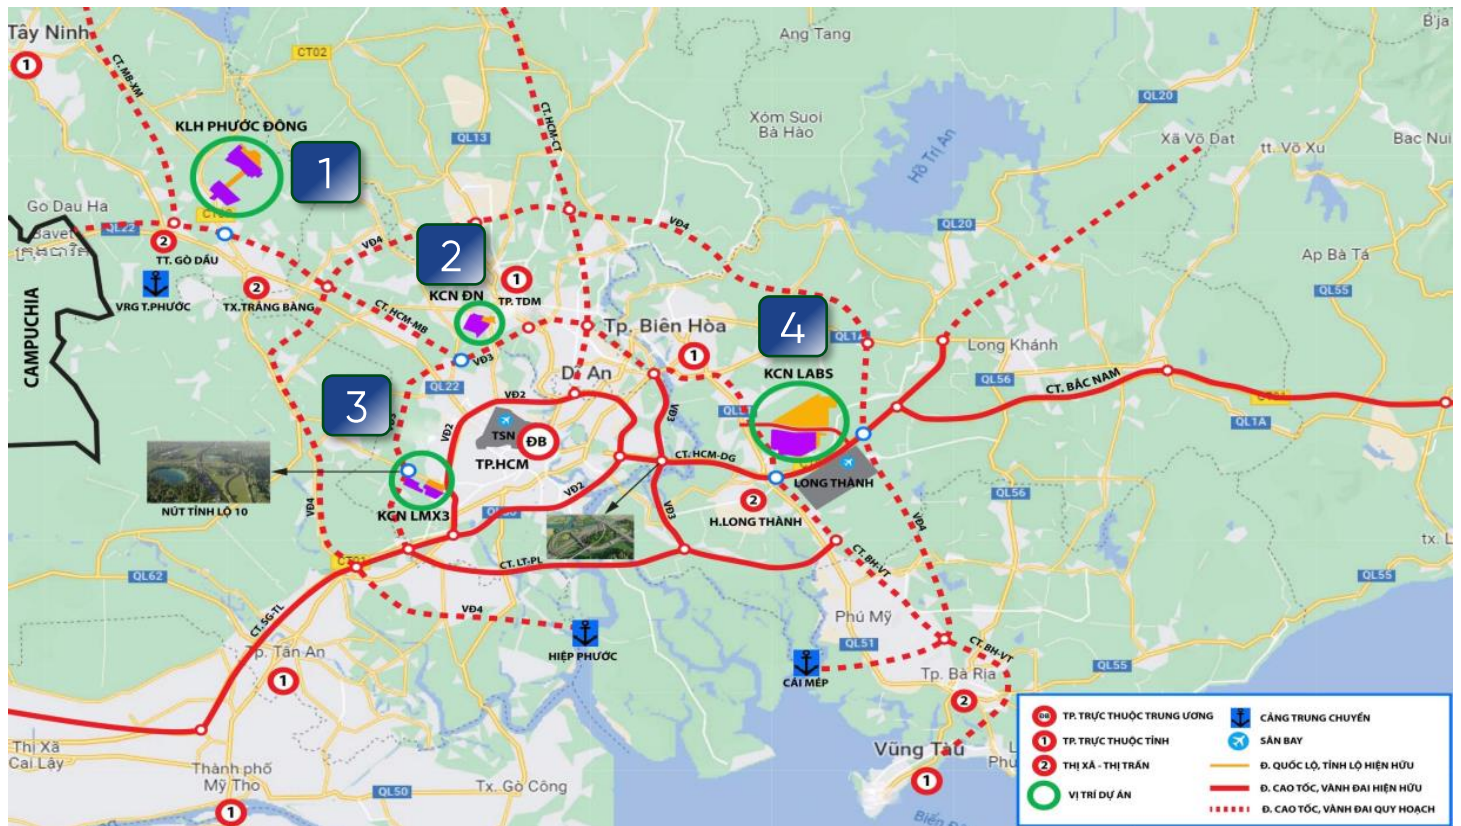 Tây Ninh
1
CT. MB-XM
CT02
Ang Tang
B'ja
QL20
QL13
CT. HCM-CT
Xóm Suoi
Bà Hào
Hồ Trị An
Xã Võ Dat
tt. Võ Xu
Bac Nui
KLH PHƯỚC ĐÔNG
1
Go Dau Ha
Bavet
QL22
2
TT. GÒ DẦU
VRG T.PHƯỚC
2
TX.TRẢNG BÀNG
CAMPUCHIA
VĐ4
VĐ4
QL20
Ap Bà Tá
QL55
2
KCN ĐN
1
TP. TDM
CT. HCM-MB
VĐ3
Tp. Biên Hòa
1
4
KCN LABS
Long Khánh
QL56
CT. BẮC NAM
QL1A
QL22
Dĩ An
VĐ2
VĐ2
3
TSN
ĐB
TP.HCM
VĐ3
CT. HCM-DG
LONG THÀNH
2
H.LONG THÀNH
QL56
NÚT TỈNH LỘ 10
KCN LMX3
VĐ4
VĐ2
VĐ3
VĐ4
CT. LT-PL
CT. BH-VT
QL62
CT. SG-TL
VĐ4
HIỆP PHƯỚC
Phú Mỹ
QL51
CÁI MÉP
CT. BH-VT
QL55
QL55
Tp. Tân An
1
Tp. Bà Rịa
2
Vũng Tàu
1
Thị Xã
Cai Lậy
Thành phố
Mỹ Tho
1
QL50
Tx. Gò Công
ĐB TP. TRỰC THUỘC TRUNG ƯƠNG
1 TP. TRỰC THUỘC TỈNH
2 THỊ XÃ - THỊ TRẤN
VỊ TRÍ DỰ ÁN
CẢNG TRUNG CHUYỂN
SÂN BAY
Đ. QUỐC LỘ, TỈNH LỘ HIỆN HỮU
Đ. CAO TỐC, VÀNH ĐAI HIỆN HỮU
Đ. CAO TỐC, VÀNH ĐAI QUY HOẠCH